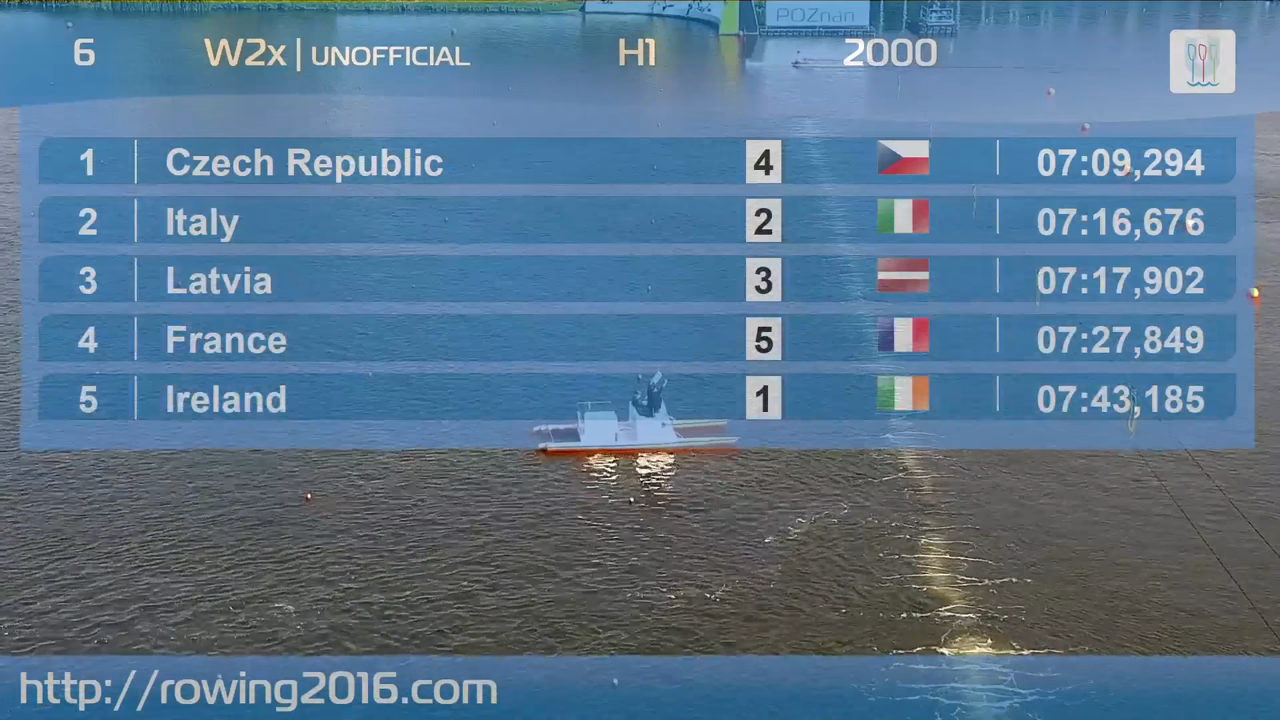 POZnan
6 W2x | UNOFFICIAL H1 2000
1 Czech Republic 4 07:09,294
2 Italy 2 07:16,676
3 Latvia 3 07:17,902
4 France 5 07:27,849
5 Ireland 1 07:43,185
http://rowing2016.com